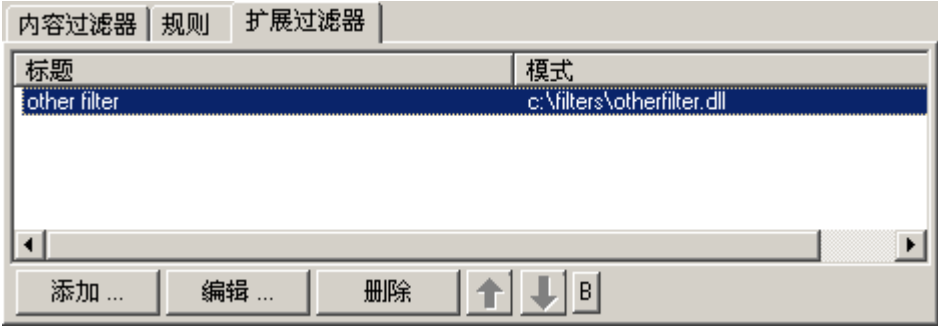 内容过滤器 规则 扩展过滤器
标题 模式
other filter c:\filters\otherfilter.dll
添加 ... 编辑 ... 删除 B